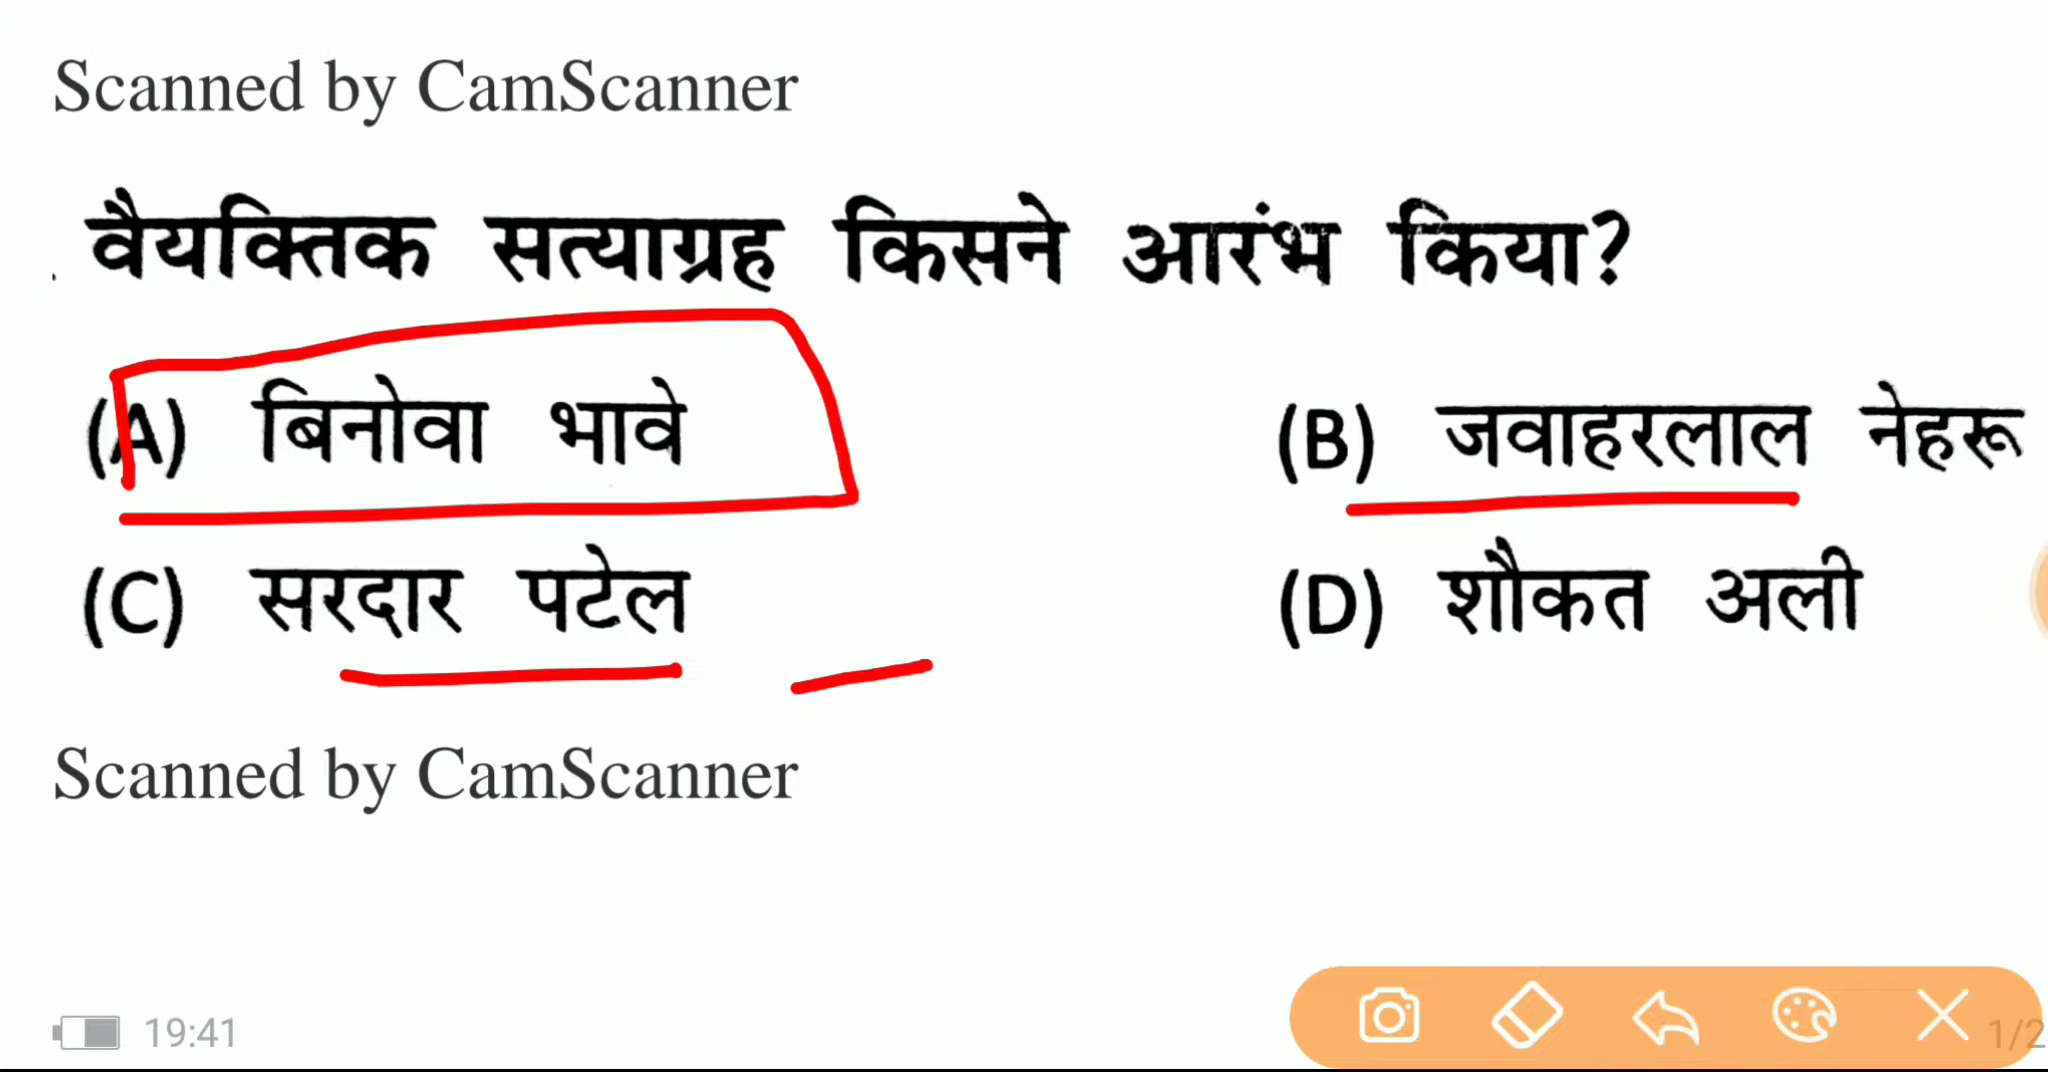 Scanned by CamScanner
वैयक्तिक सत्याग्रह किसने आरंभ किया?
(A) बिनोवा भावे (B) जवाहरलाल नेहरू
(C) सरदार पटेल (D) शौकत अली
Scanned by CamScanner
19:41 1/2